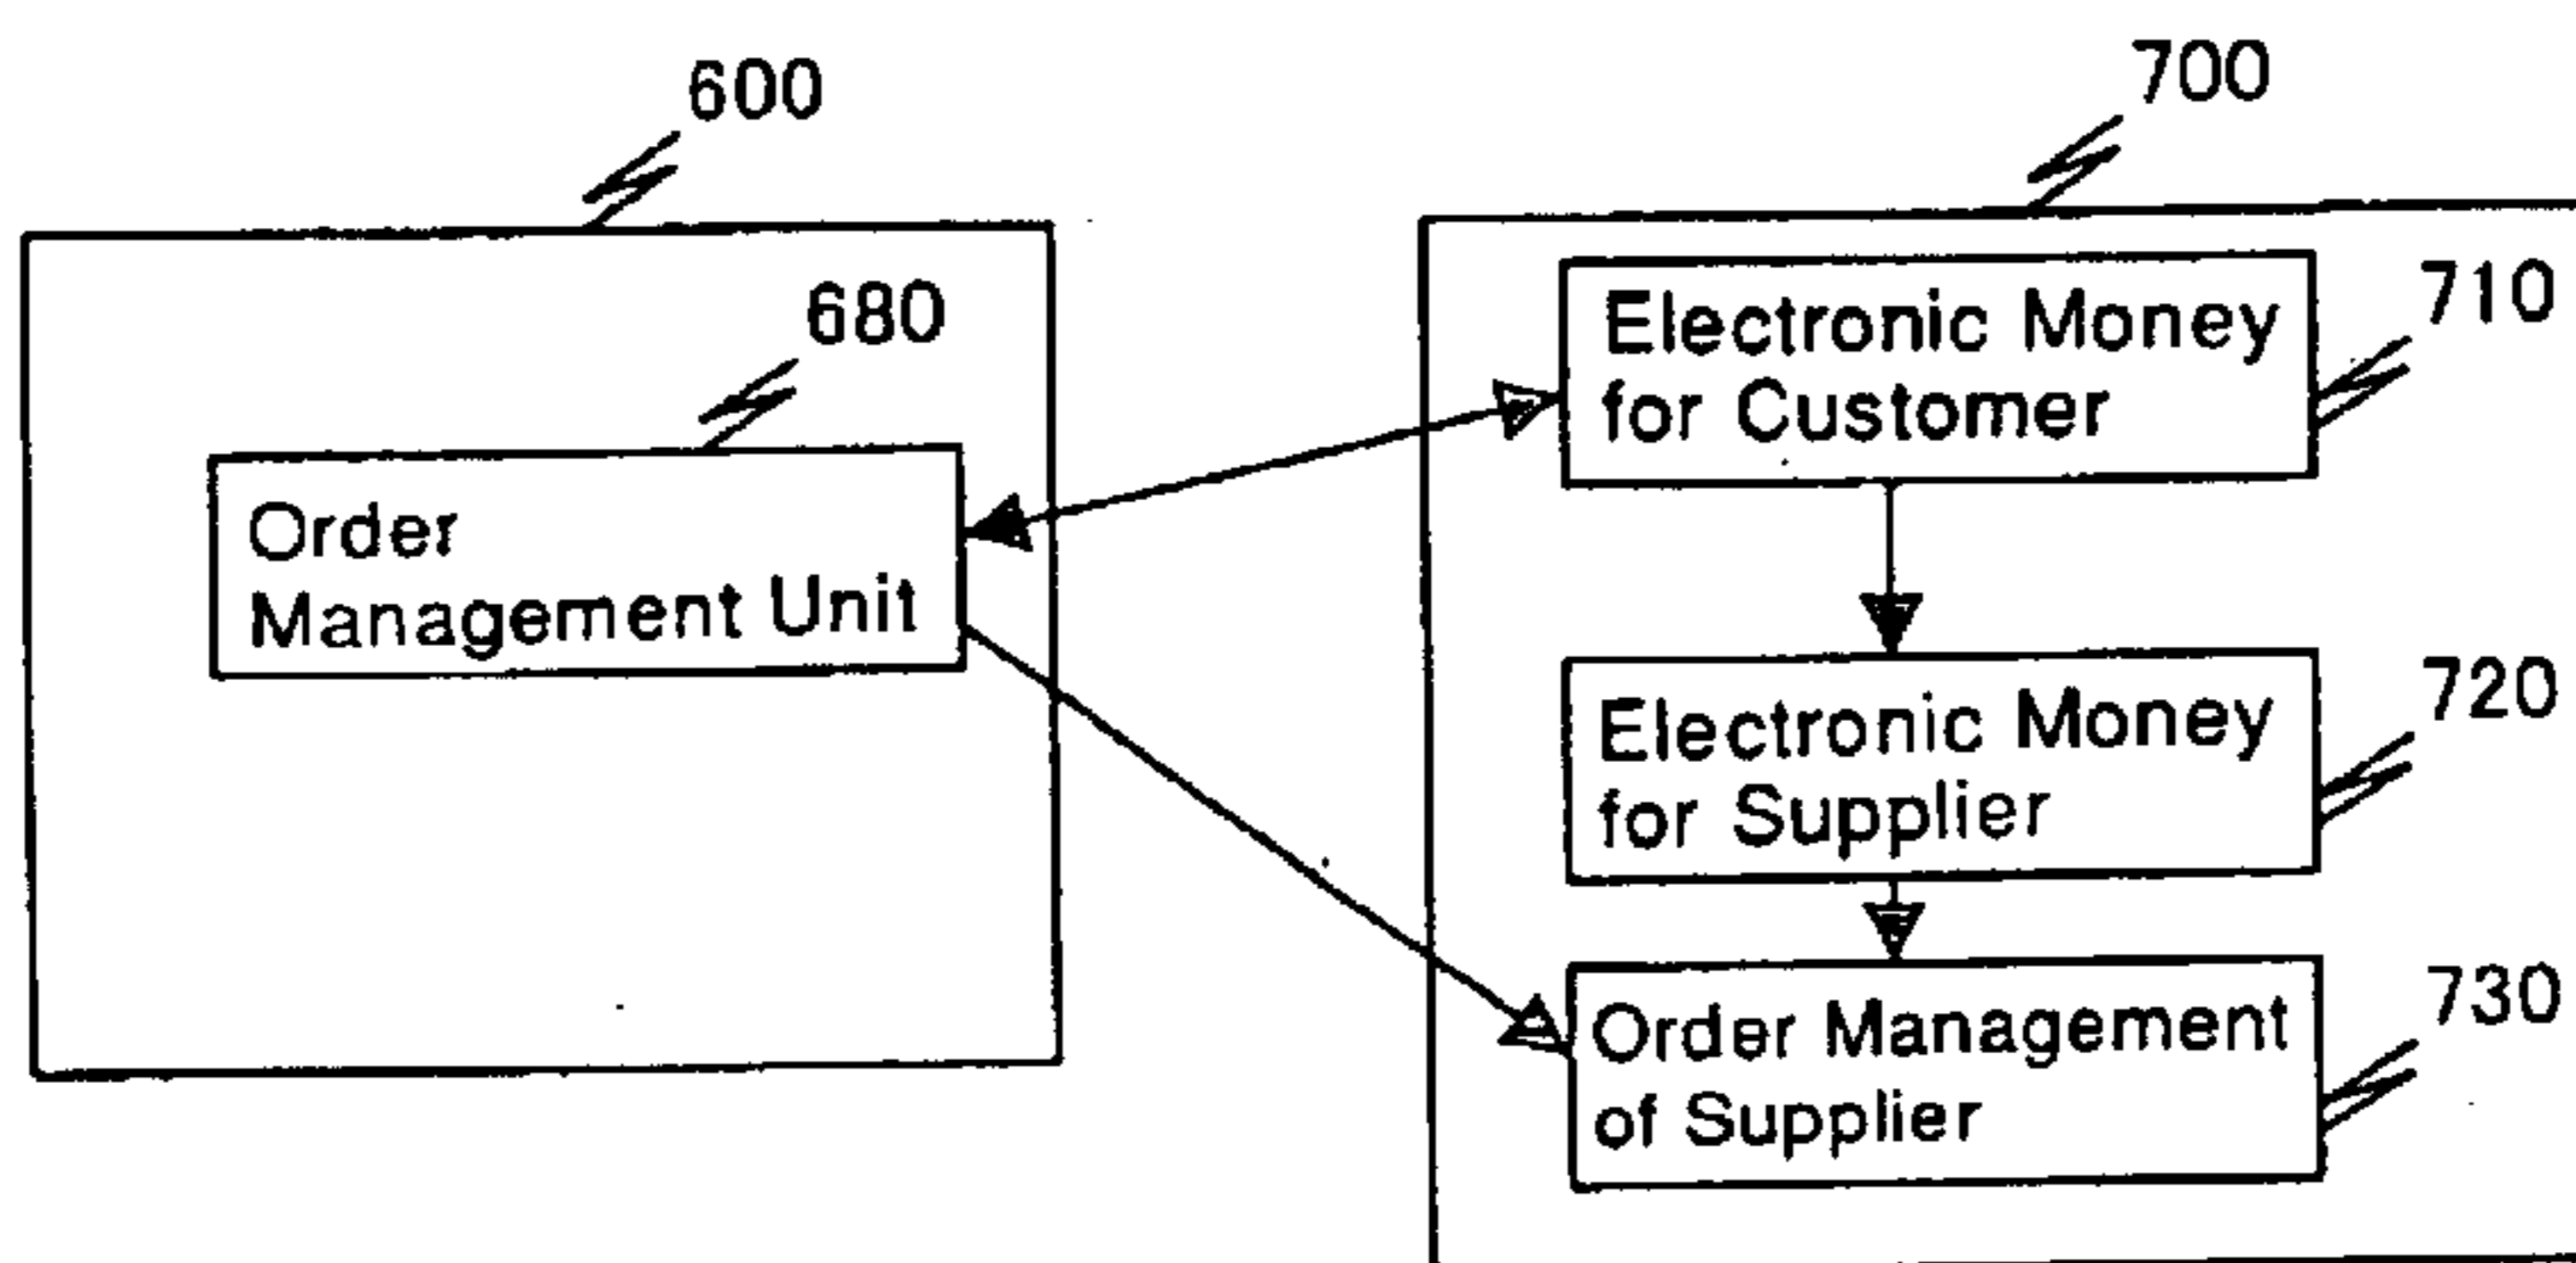 600
680
Order
Management Unit
700
710
Electronic Money
for Customer
720
Electronic Money
for Supplier
730
Order Management
of Supplier